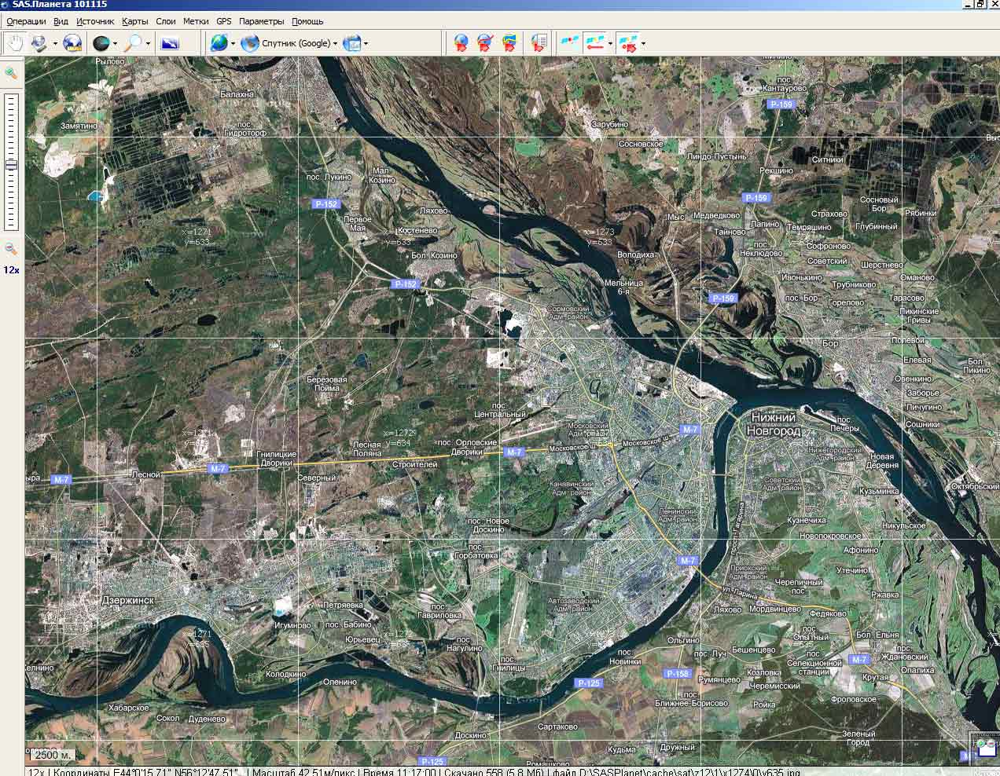 SAS.Планета 101115
Операции Вид Источник Карты Слои Метки GPS Параметры Помощь
Спутник (Google)
12x
Рылово
Балахна
пос.
Кантаурово
P-159
Замятино
пос.
Гидроторф
Зарубино
Сосновское
Линдо-Пустынь
Ситники
Рекшино
пос. Лукино
Мал.
Козино
P-152
P-159
Сосновый
Бор
Рябинки
Ляхово
Мыс
Медведково
Страхово
Первое
Мая
Костенево
Папино
Темряшино
Глубинный
Тайново
x=1271
y=633
x=1273
y=633
пос.
Неклюдово
Софроново
Бол. Козино
Володиха
Советский
Шерстнево
P-152
Мельница
6-я
Ивонькино
Трубниково
Оманово
P-159
пос. Бор
Горелово
Тарасово
Сормовский
Адм. район
Пикинские
Гривы
Бор
Полевой
Елевая
Бол.
Пикино
Березовая
Пойма
Овенкино
Заборье
Пичугино
пос.
Центральный
Нижний
Новгород
пос.
Печеры
Сошники
Московский
Адм. район
M-7
x=1272
y=634
Лесная
Поляна
пос. Орловские
Дворики
M-7
Московское ш.
Московское ш.
Гнилицкие
Дворики
Строителей
Нижегородский
Адм. район
Новая
Деревня
M-7
M-7
Лесной
Северный
Канавинский
Адм. район
Советский
Адм. район
Кузьминка
Октябрьский
Ленинский
Адм. район
Кузнечиха
Никульское
пос. Новое
Доскино
просп. Гагарина
Новопокровское
пос.
Горбатовка
Афонино
M-7
Приокский
Адм. район
Утечино
Черепичный
пос.
Дзержинск
Петряевка
пос.
Гавриловка
Автозаводский
Адм. район
ул. Ларина
Ржавка
Ляхово
Мордвинцево
Федяково
Игумново
пос. Бабино
x=1271
y=635
x=1272
y=635
Юрьевец
пос.
Нагулино
Ольгино
пос.
Опытный
Бол. Ельня
пос. Луч
Бешенцево
пос.
Новинки
пос.
Селекционной
станции
M-7
Ждановский
Колодкино
пос.
Гнилицы
P-158
Козловка
Опалиха
Оленино
P-125
Румянцево
Черемисский
Крутая
пос.
Ближнее-Борисово
Фроловское
Хабарское
Ройка
Сокол
Дуденево
Сартаково
Доскино
Зелёный
Город
2500 м.
Кудьма
Дружный
P-125
Ромашково
12x | Координаты E44°0'15.71" N56°12'47.51" | Масштаб 42.51м/пикс | Время 11:17:00 | Скачано 558 (5.8 Мб) | файл D:\SASPlanet\cache\sat\z12\1\x1274\0\y635.jpg